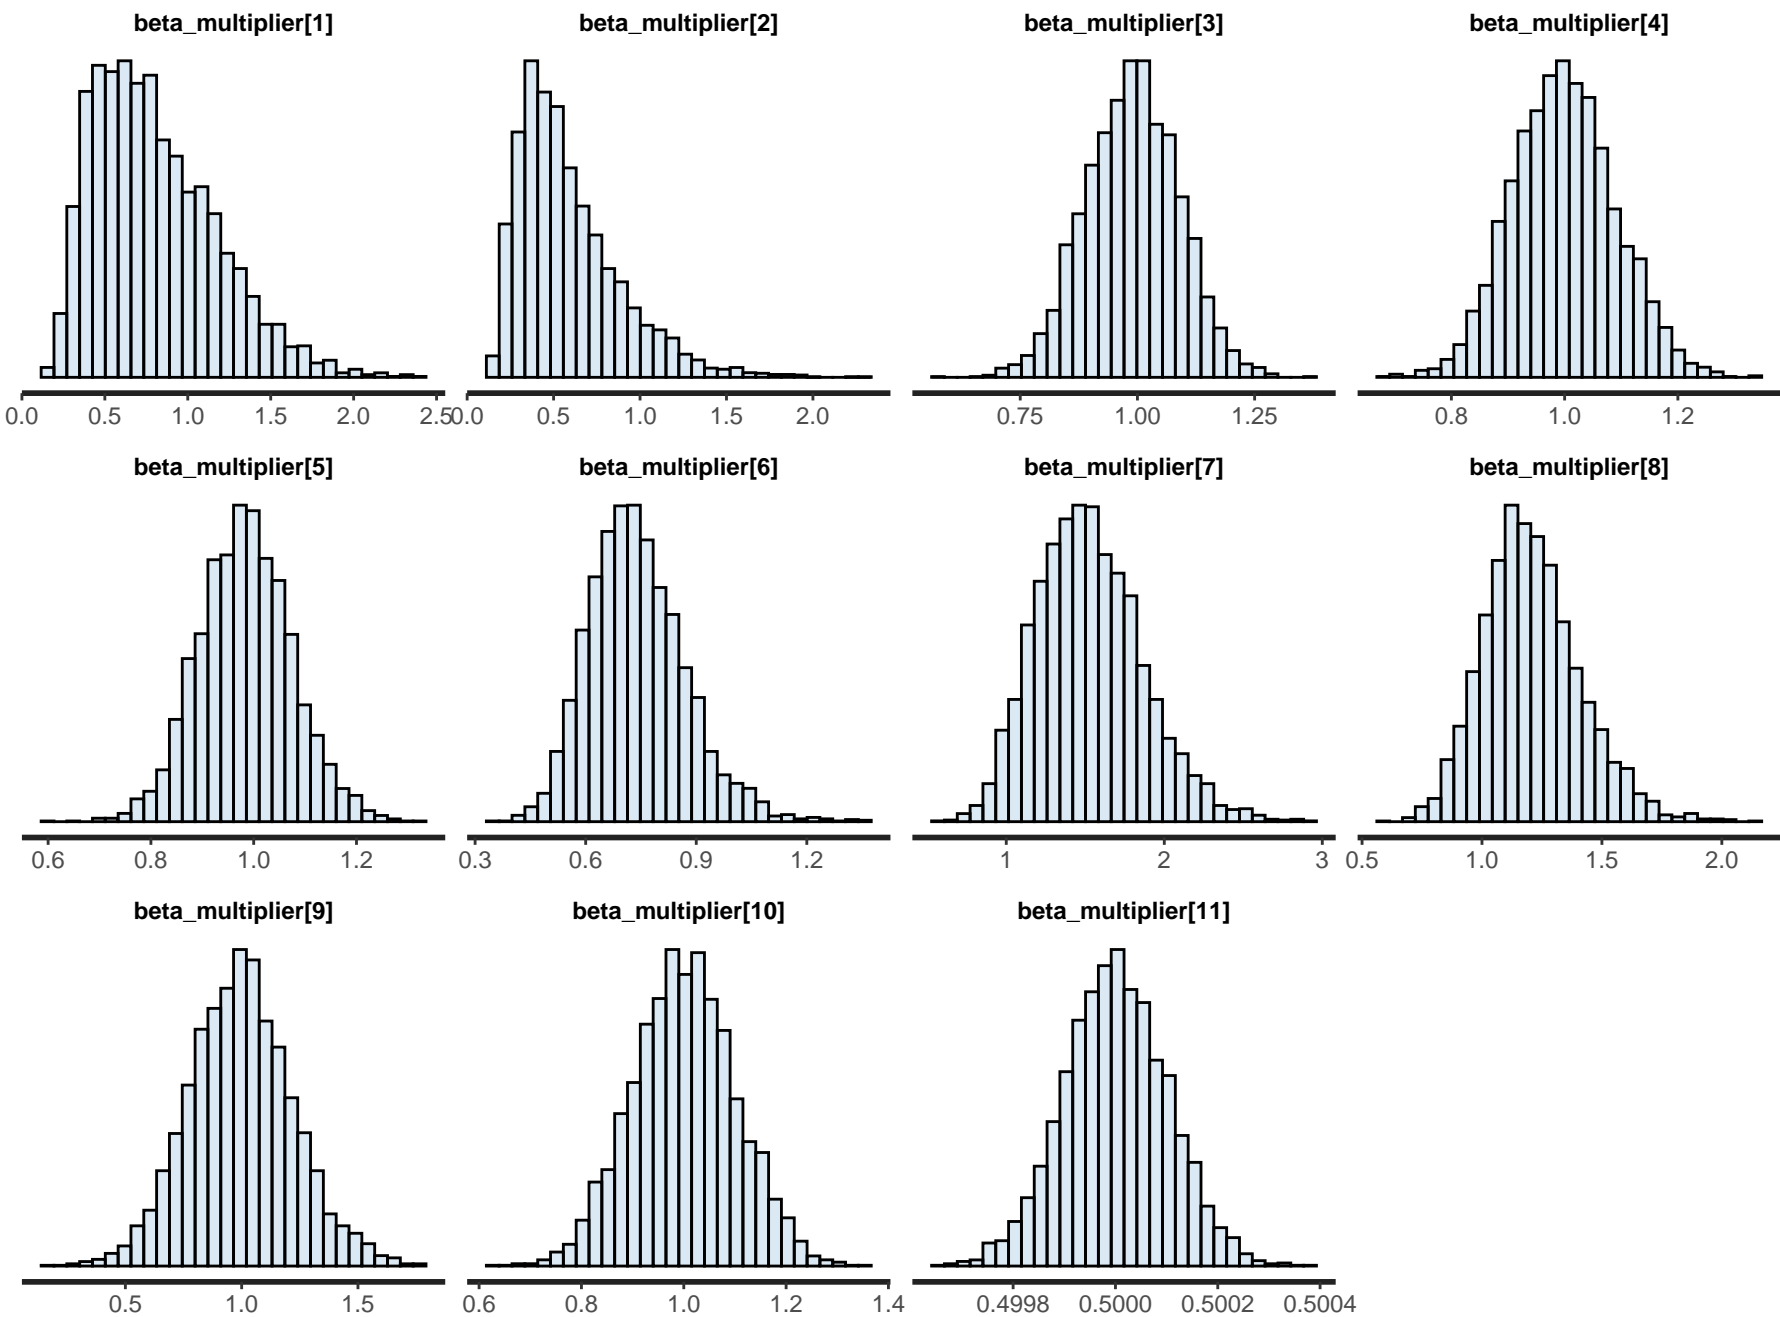 beta_multiplier[1] beta_multiplier[2] beta_multiplier[3] beta_multiplier[4]
0.0 0.5 1.0 1.5 2.0 2.5 0.0 0.5 1.0 1.5 2.0 0.75 1.00 1.25 0.8 1.0 1.2
beta_multiplier[5] beta_multiplier[6] beta_multiplier[7] beta_multiplier[8]
0.6 0.8 1.0 1.2 0.3 0.6 0.9 1.2 1 2 3 0.5 1.0 1.5 2.0
beta_multiplier[9] beta_multiplier[10] beta_multiplier[11]
0.5 1.0 1.5 0.6 0.8 1.0 1.2 1.4 0.4998 0.5000 0.5002 0.5004